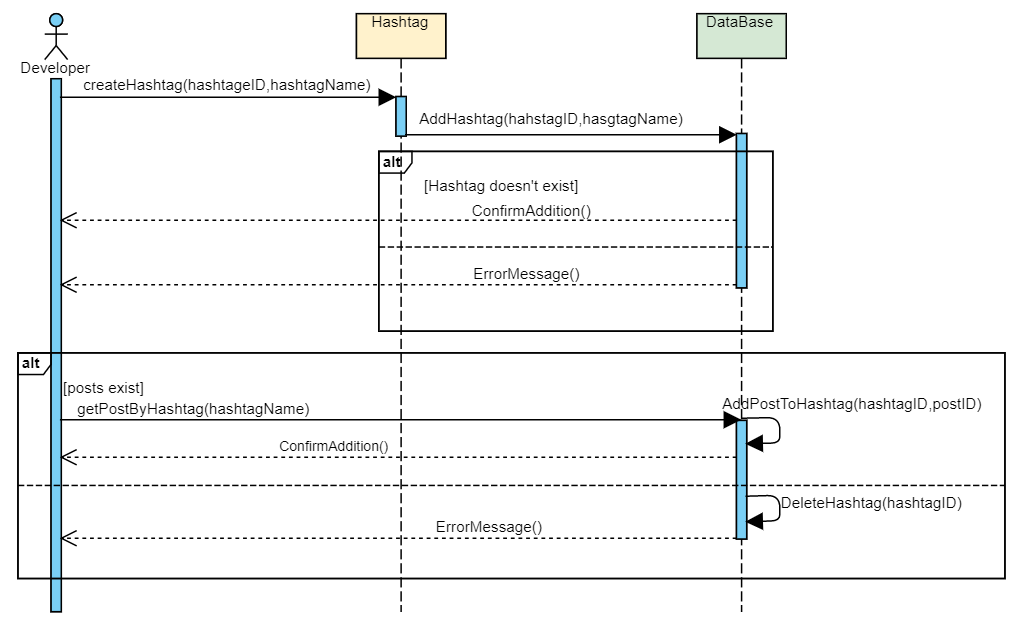 Hashtag
DataBase
Developer
createHashtag(hashtageID,hashtagName)
AddHashtag(hahstagID,hasgtagName)
alt
[Hashtag doesn't exist]
ConfirmAddition()
ErrorMessage()
alt
[posts exist]
AddPostToHashtag(hashtagID,postID)
getPostByHashtag(hashtagName)
ConfirmAddition()
DeleteHashtag(hashtagID)
ErrorMessage()